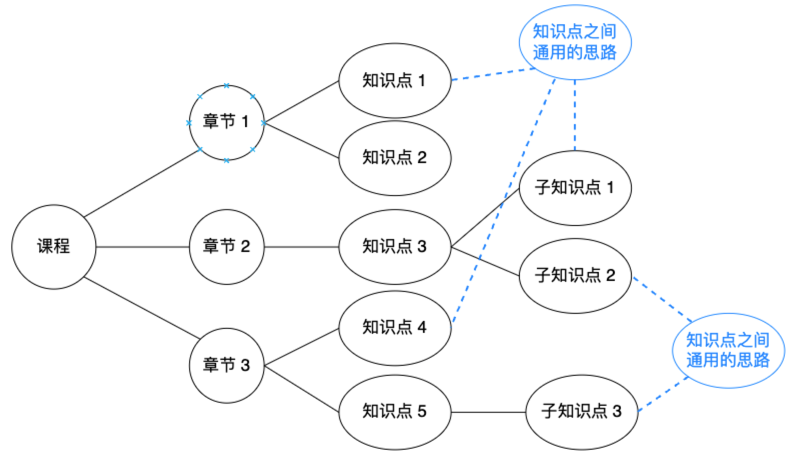 知识点之间
通用的思路
知识点 1
章节 1
知识点 2
子知识点 1
课程
章节 2
知识点 3
子知识点 2
知识点 4
知识点之间
通用的思路
章节 3
知识点 5
子知识点 3